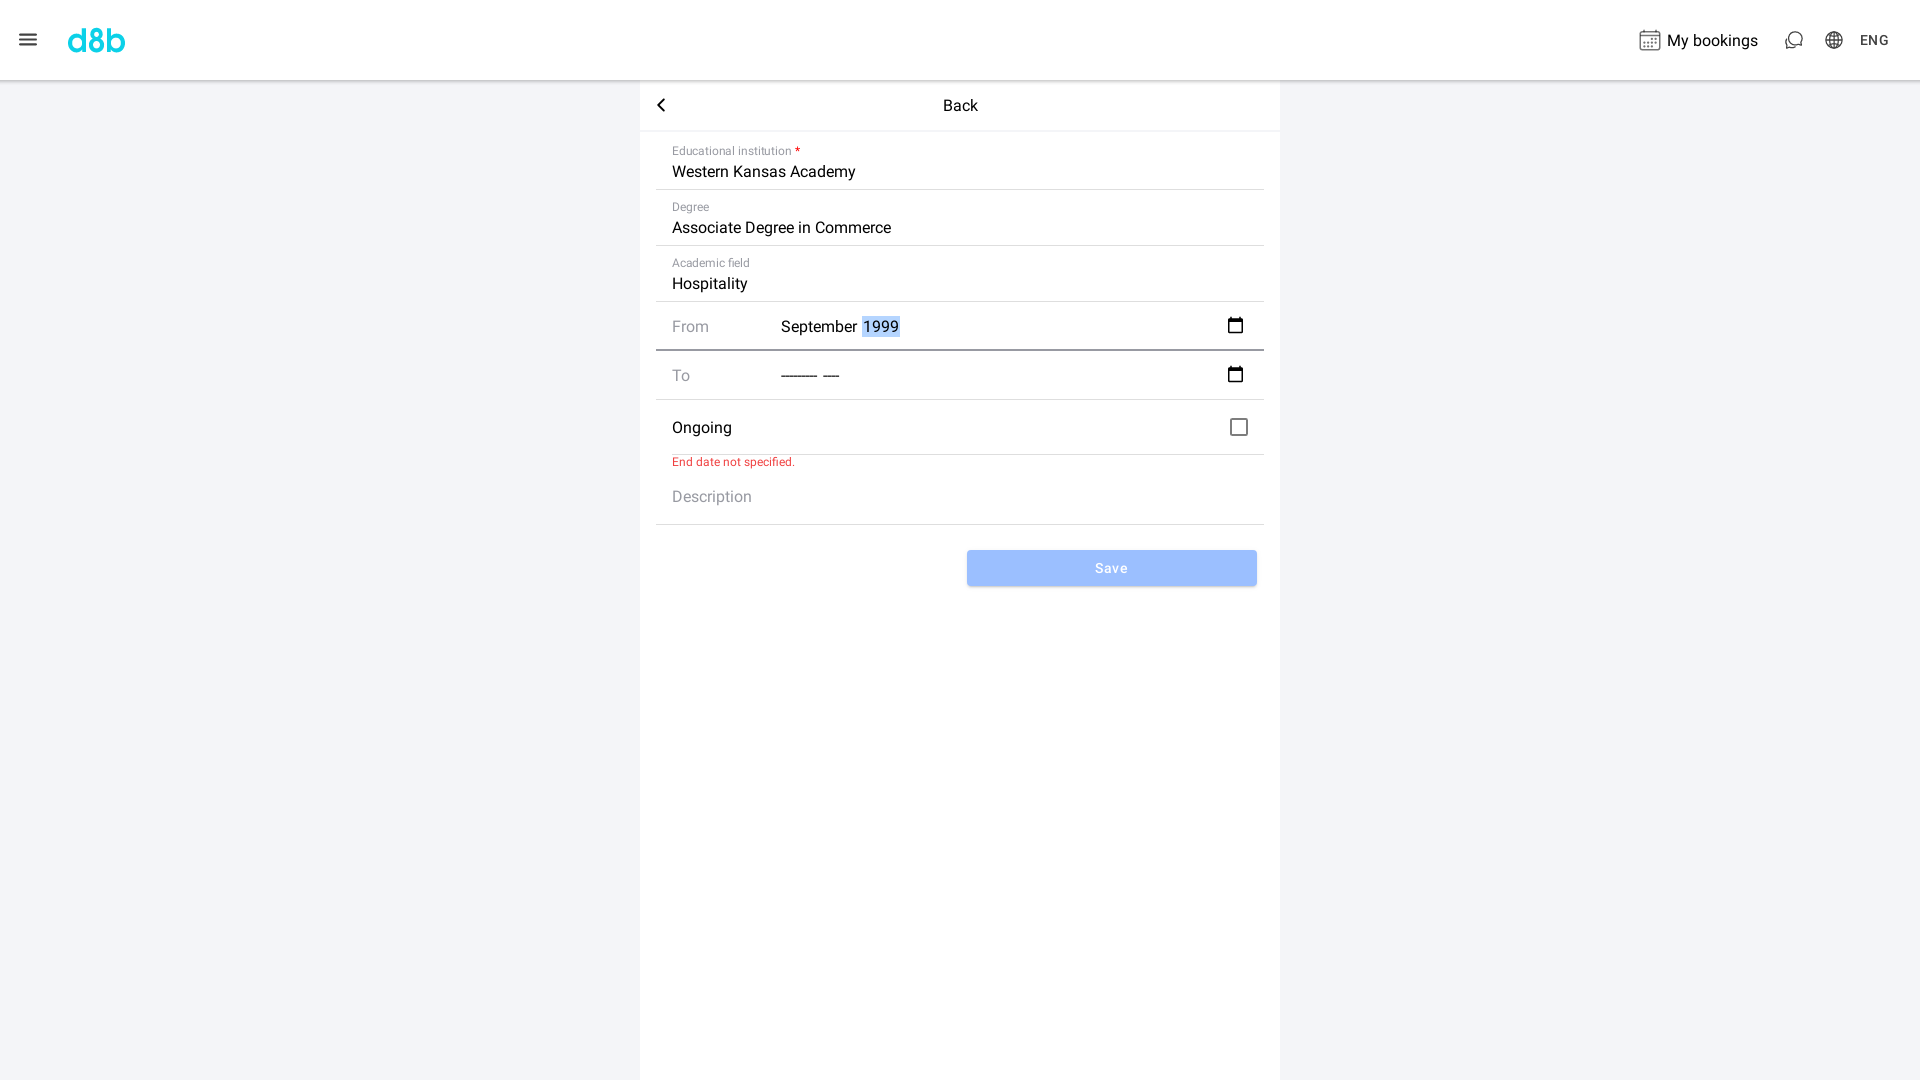 d8b
My bookings
ENG
Back
Educational institution *
Western Kansas Academy
Degree
Associate Degree in Commerce
Academic field
Hospitality
From September 1999
To --------- ----
Ongoing
End date not specified.
Description
Save